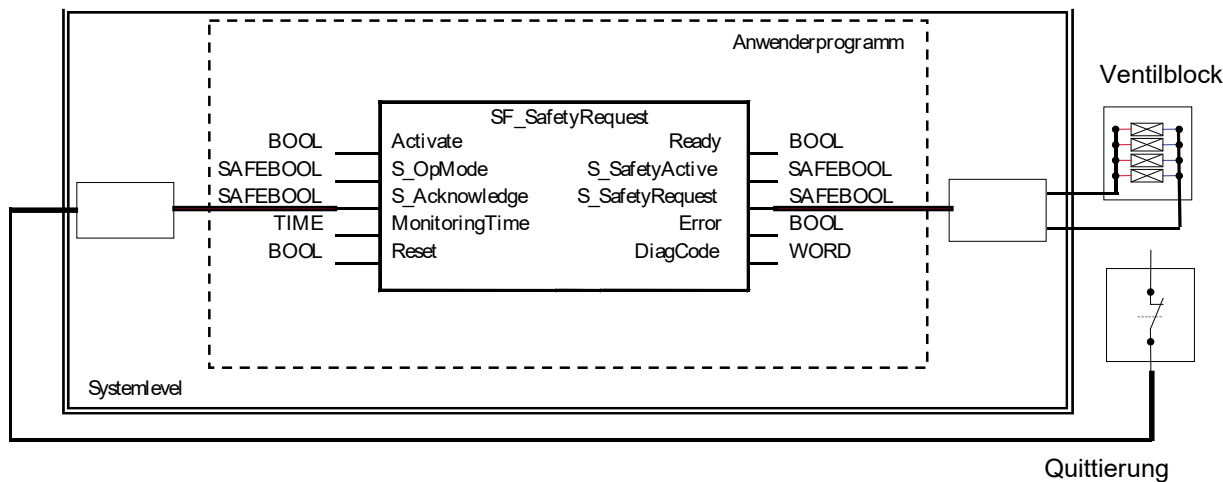 Anwenderprogramm
Ventilblock
SF_SafetyRequest
BOOL Activate Ready BOOL
SAFEBOOL S_OpMode S_SafetyActive SAFEBOOL
SAFEBOOL S_Acknowledge S_SafetyRequest SAFEBOOL
TIME MonitoringTime Error BOOL
BOOL Reset DiagCode WORD
Systemlevel
Quittierung